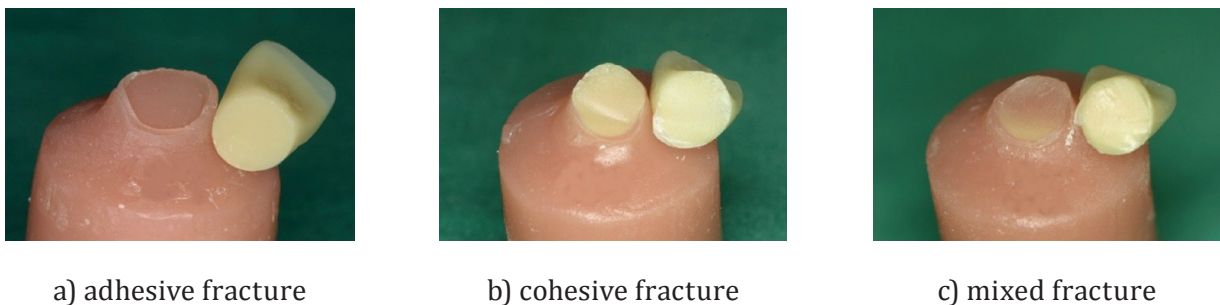 a) adhesive fracture
b) cohesive fracture
c) mixed fracture